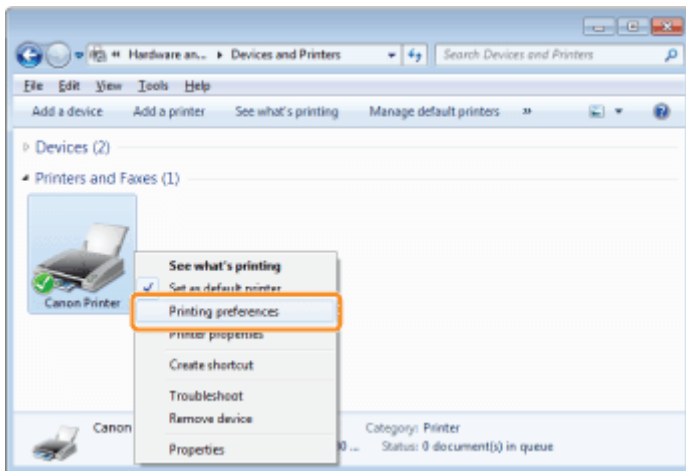 Hardware an... ▸ Devices and Printers Search Devices and Printers
File Edit View Tools Help
Add a device Add a printer See what's printing Manage default printers »
Devices (2)
Printers and Faxes (1)
Canon Printer
See what's printing
Set as default printer
Printing preferences
Printer properties
Create shortcut
Troubleshoot
Remove device
Properties
Canon
Category: Printer
Status: 0 document(s) in queue